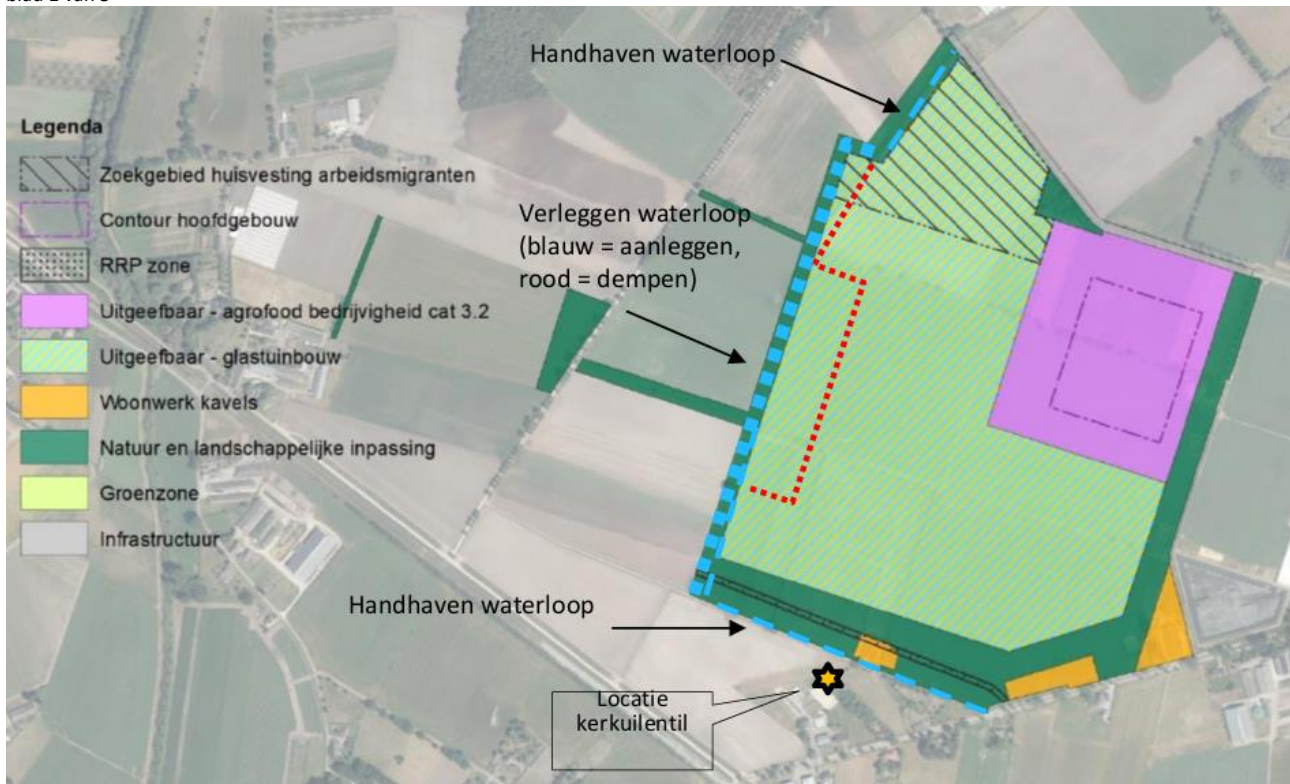 Handhaven waterloop
Legenda
Zoekgebied huisvesting arbeidsmigranten
Contour hoofdgebouw
RRP zone
Uitgeefbaar - agrofood bedrijvigheid cat 3.2
Uitgeefbaar - glastuinbouw
Woonwerk kavels
Natuur en landschappelijke inpassing
Groenzone
Infrastructuur
Verleggen waterloop
(blauw = aanleggen,
rood = dempen)
Handhaven waterloop
Locatie
kerkuilentil